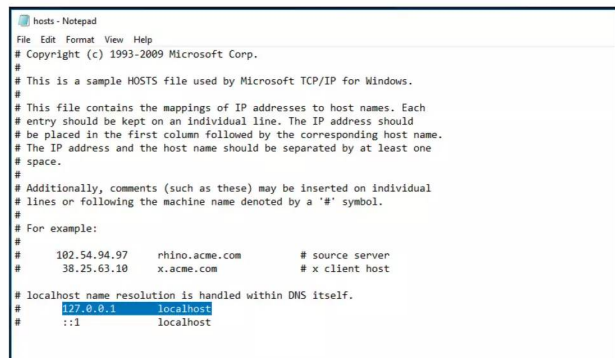 hosts - Notepad
File Edit Format View Help
# Copyright (c) 1993-2009 Microsoft Corp.
#
# This is a sample HOSTS file used by Microsoft TCP/IP for Windows.
#
# This file contains the mappings of IP addresses to host names. Each
# entry should be kept on an individual line. The IP address should
# be placed in the first column followed by the corresponding host name.
# The IP address and the host name should be separated by at least one
# space.
#
# Additionally, comments (such as these) may be inserted on individual
# lines or following the machine name denoted by a '#' symbol.
#
# For example:
#
#      102.54.94.97     rhino.acme.com          # source server
#       38.25.63.10     x.acme.com              # x client host

# localhost name resolution is handled within DNS itself.
#       127.0.0.1       localhost
#       ::1             localhost